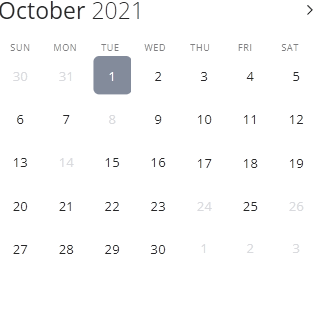 October 2021
SUN MON TUE WED THU FRI SAT
30 31 1 2 3 4 5
6 7 8 9 10 11 12
13 14 15 16 17 18 19
20 21 22 23 24 25 26
27 28 29 30 1 2 3